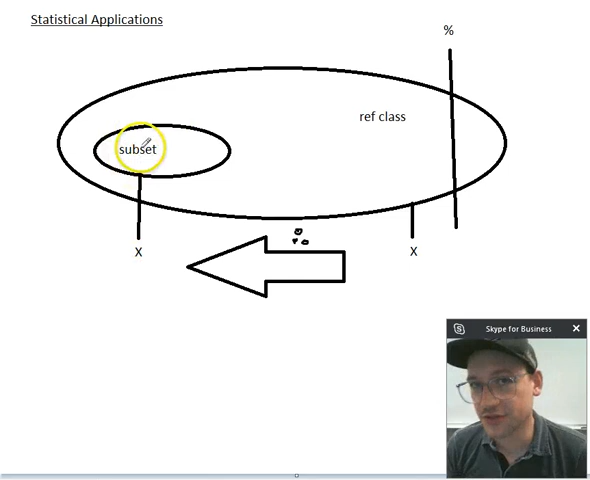 Statistical Applications
%
ref class
subset
X
X
Skype for Business